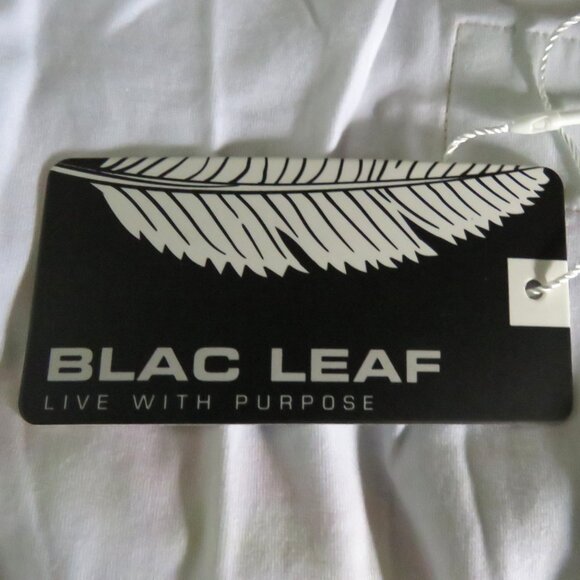 BLAC LEAF
LIVE WITH PURPOSE